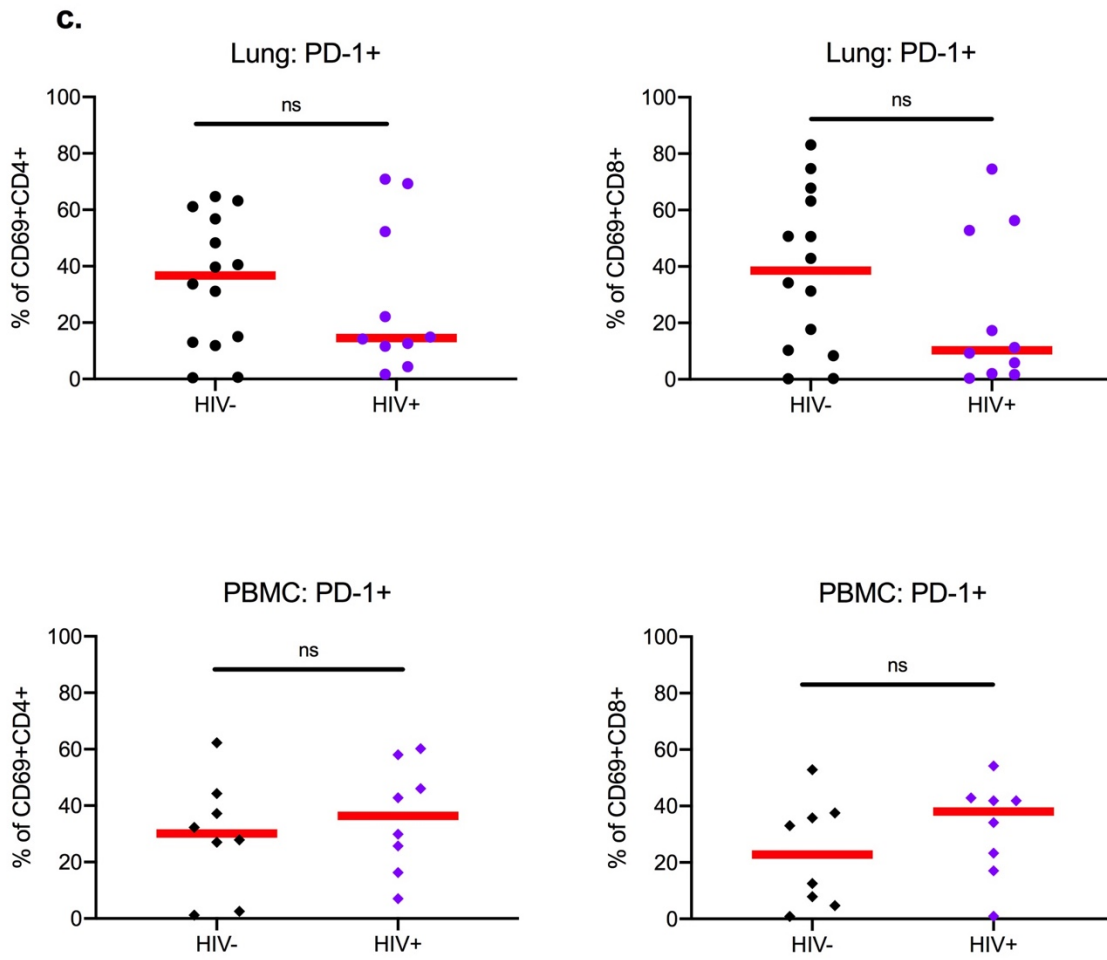 c.
Lung: PD-1+
ns
% of CD69+CD4+
100
80
60
40
20
0
HIV-
HIV+
Lung: PD-1+
ns
% of CD69+CD8+
100
80
60
40
20
0
HIV-
HIV+
PBMC: PD-1+
ns
% of CD69+CD4+
100
80
60
40
20
0
HIV-
HIV+
PBMC: PD-1+
ns
% of CD69+CD8+
100
80
60
40
20
0
HIV-
HIV+